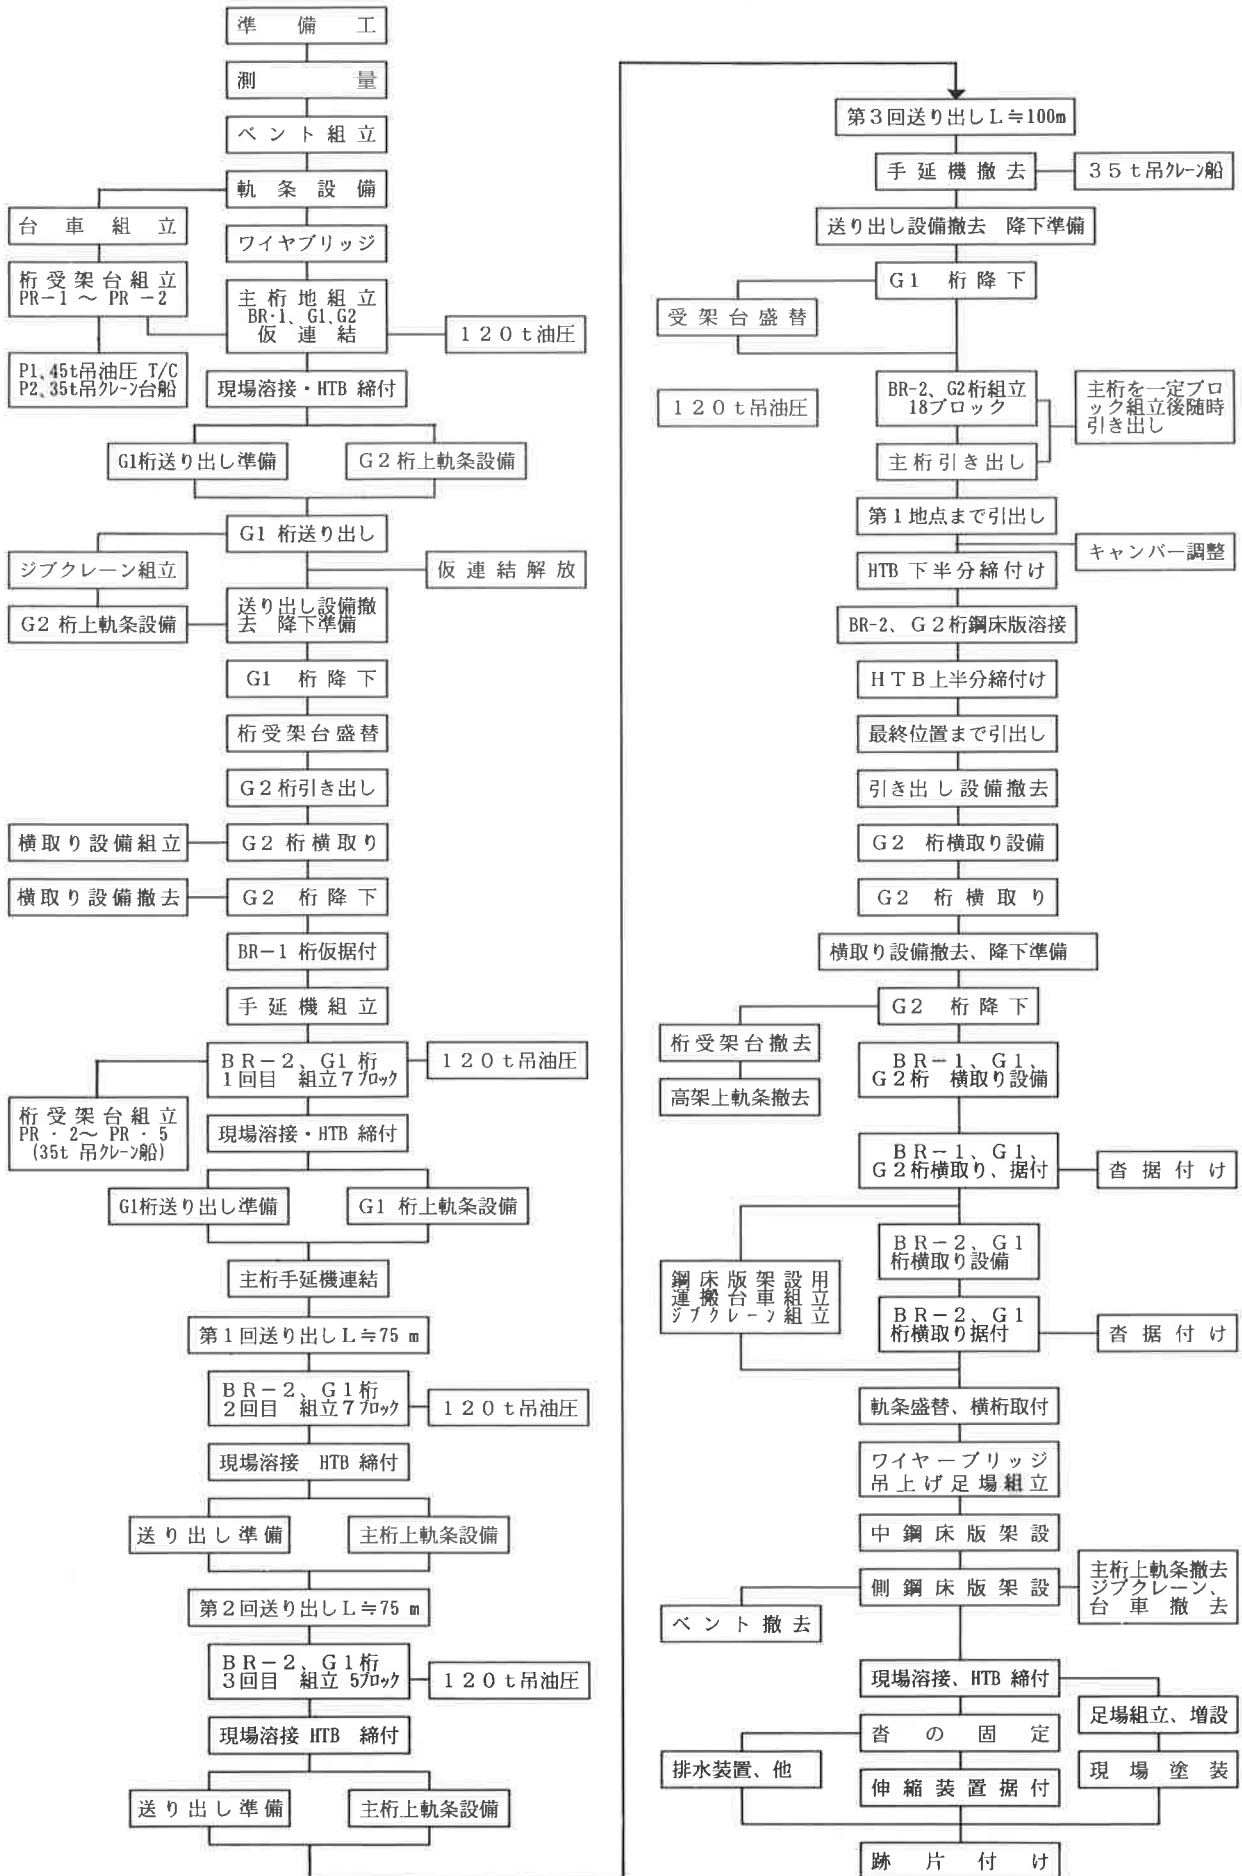 準備工
測量
ベント組立
軌条設備
台車組立
ワイヤブリッジ
桁受架台組立
PR-1 ～ PR -2
主桁地組立
BR・1、G1、G2
仮連結
120t油圧
P1、45t吊油圧 T/C
P2、35t吊クレーン台船
現場溶接・HTB 締付
G1桁送り出し準備
G2桁上軌条設備
G1 桁送り出し
ジブクレーン組立
仮連結解放
G2 桁上軌条設備
送り出し設備撤
去 降下準備
G1 桁降下
桁受架台盛替
G2桁引き出し
横取り設備組立
G2 桁横取り
横取り設備撤去
G2 桁降下
BR-1 桁仮据付
手延機組立
BR-2、G1桁
1回目 組立7ブロック
120t吊油圧
桁受架台組立
PR・2～ PR・5
(35t 吊クレーン船)
現場溶接・HTB 締付
G1桁送り出し準備
G1 桁上軌条設備
主桁手延機連結
第1回送り出しL≒75 m
BR-2、G1桁
2回目 組立7ブロック
120t吊油圧
現場溶接 HTB 締付
送り出し準備
主桁上軌条設備
第2回送り出しL≒75 m
BR-2、G1桁
3回目 組立 5ブロック
120t吊油圧
現場溶接 HTB 締付
送り出し準備
主桁上軌条設備
第3回送り出しL≒100m
手延機撤去
35t吊クレーン船
送り出し設備撤去 降下準備
G1 桁降下
受架台盛替
120t吊油圧
BR-2、G2桁組立
18ブロック
主桁を一定ブロ
ック組立後随時
引き出し
主桁引き出し
第1地点まで引出し
キャンバー調整
HTB 下半分締付け
BR-2、G2桁鋼床版溶接
HTB上半分締付け
最終位置まで引出し
引き出し設備撤去
G2 桁横取り設備
G2 桁横取り
横取り設備撤去、降下準備
G2 桁降下
桁受架台撤去
高架上軌条撤去
BR-1、G1、
G2桁 横取り設備
BR-1、G1、
G2桁横取り、据付
沓据付け
BR-2、G1
桁横取り設備
鋼床版架設用
運搬台車組立
ジブクレーン組立
BR-2、G1
桁横取り据付
沓据付け
軌条盛替、横桁取付
ワイヤーブリッジ
吊上げ足場組立
中鋼床版架設
側鋼床版架設
主桁上軌条撤去
ジブクレーン、
台車撤去
ベント撤去
現場溶接、HTB 締付
足場組立、増設
沓の固定
排水装置、他
現場塗装
伸縮装置据付
跡片付け